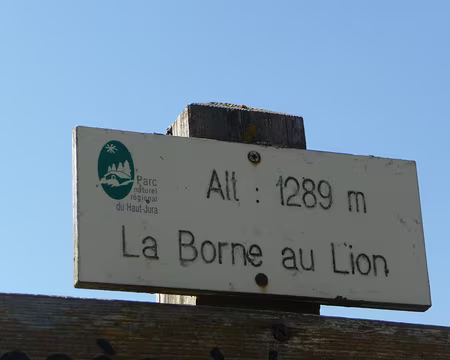 Parc
naturel
régional
du Haut-Jura
Alt : 1289 m
La Borne au Lion